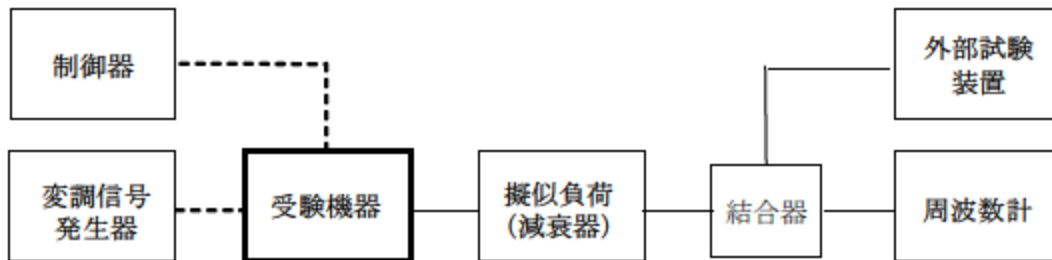 制御器
外部試験
装置
変調信号
発生器
受験機器
擬似負荷
(減衰器)
結合器
周波数計